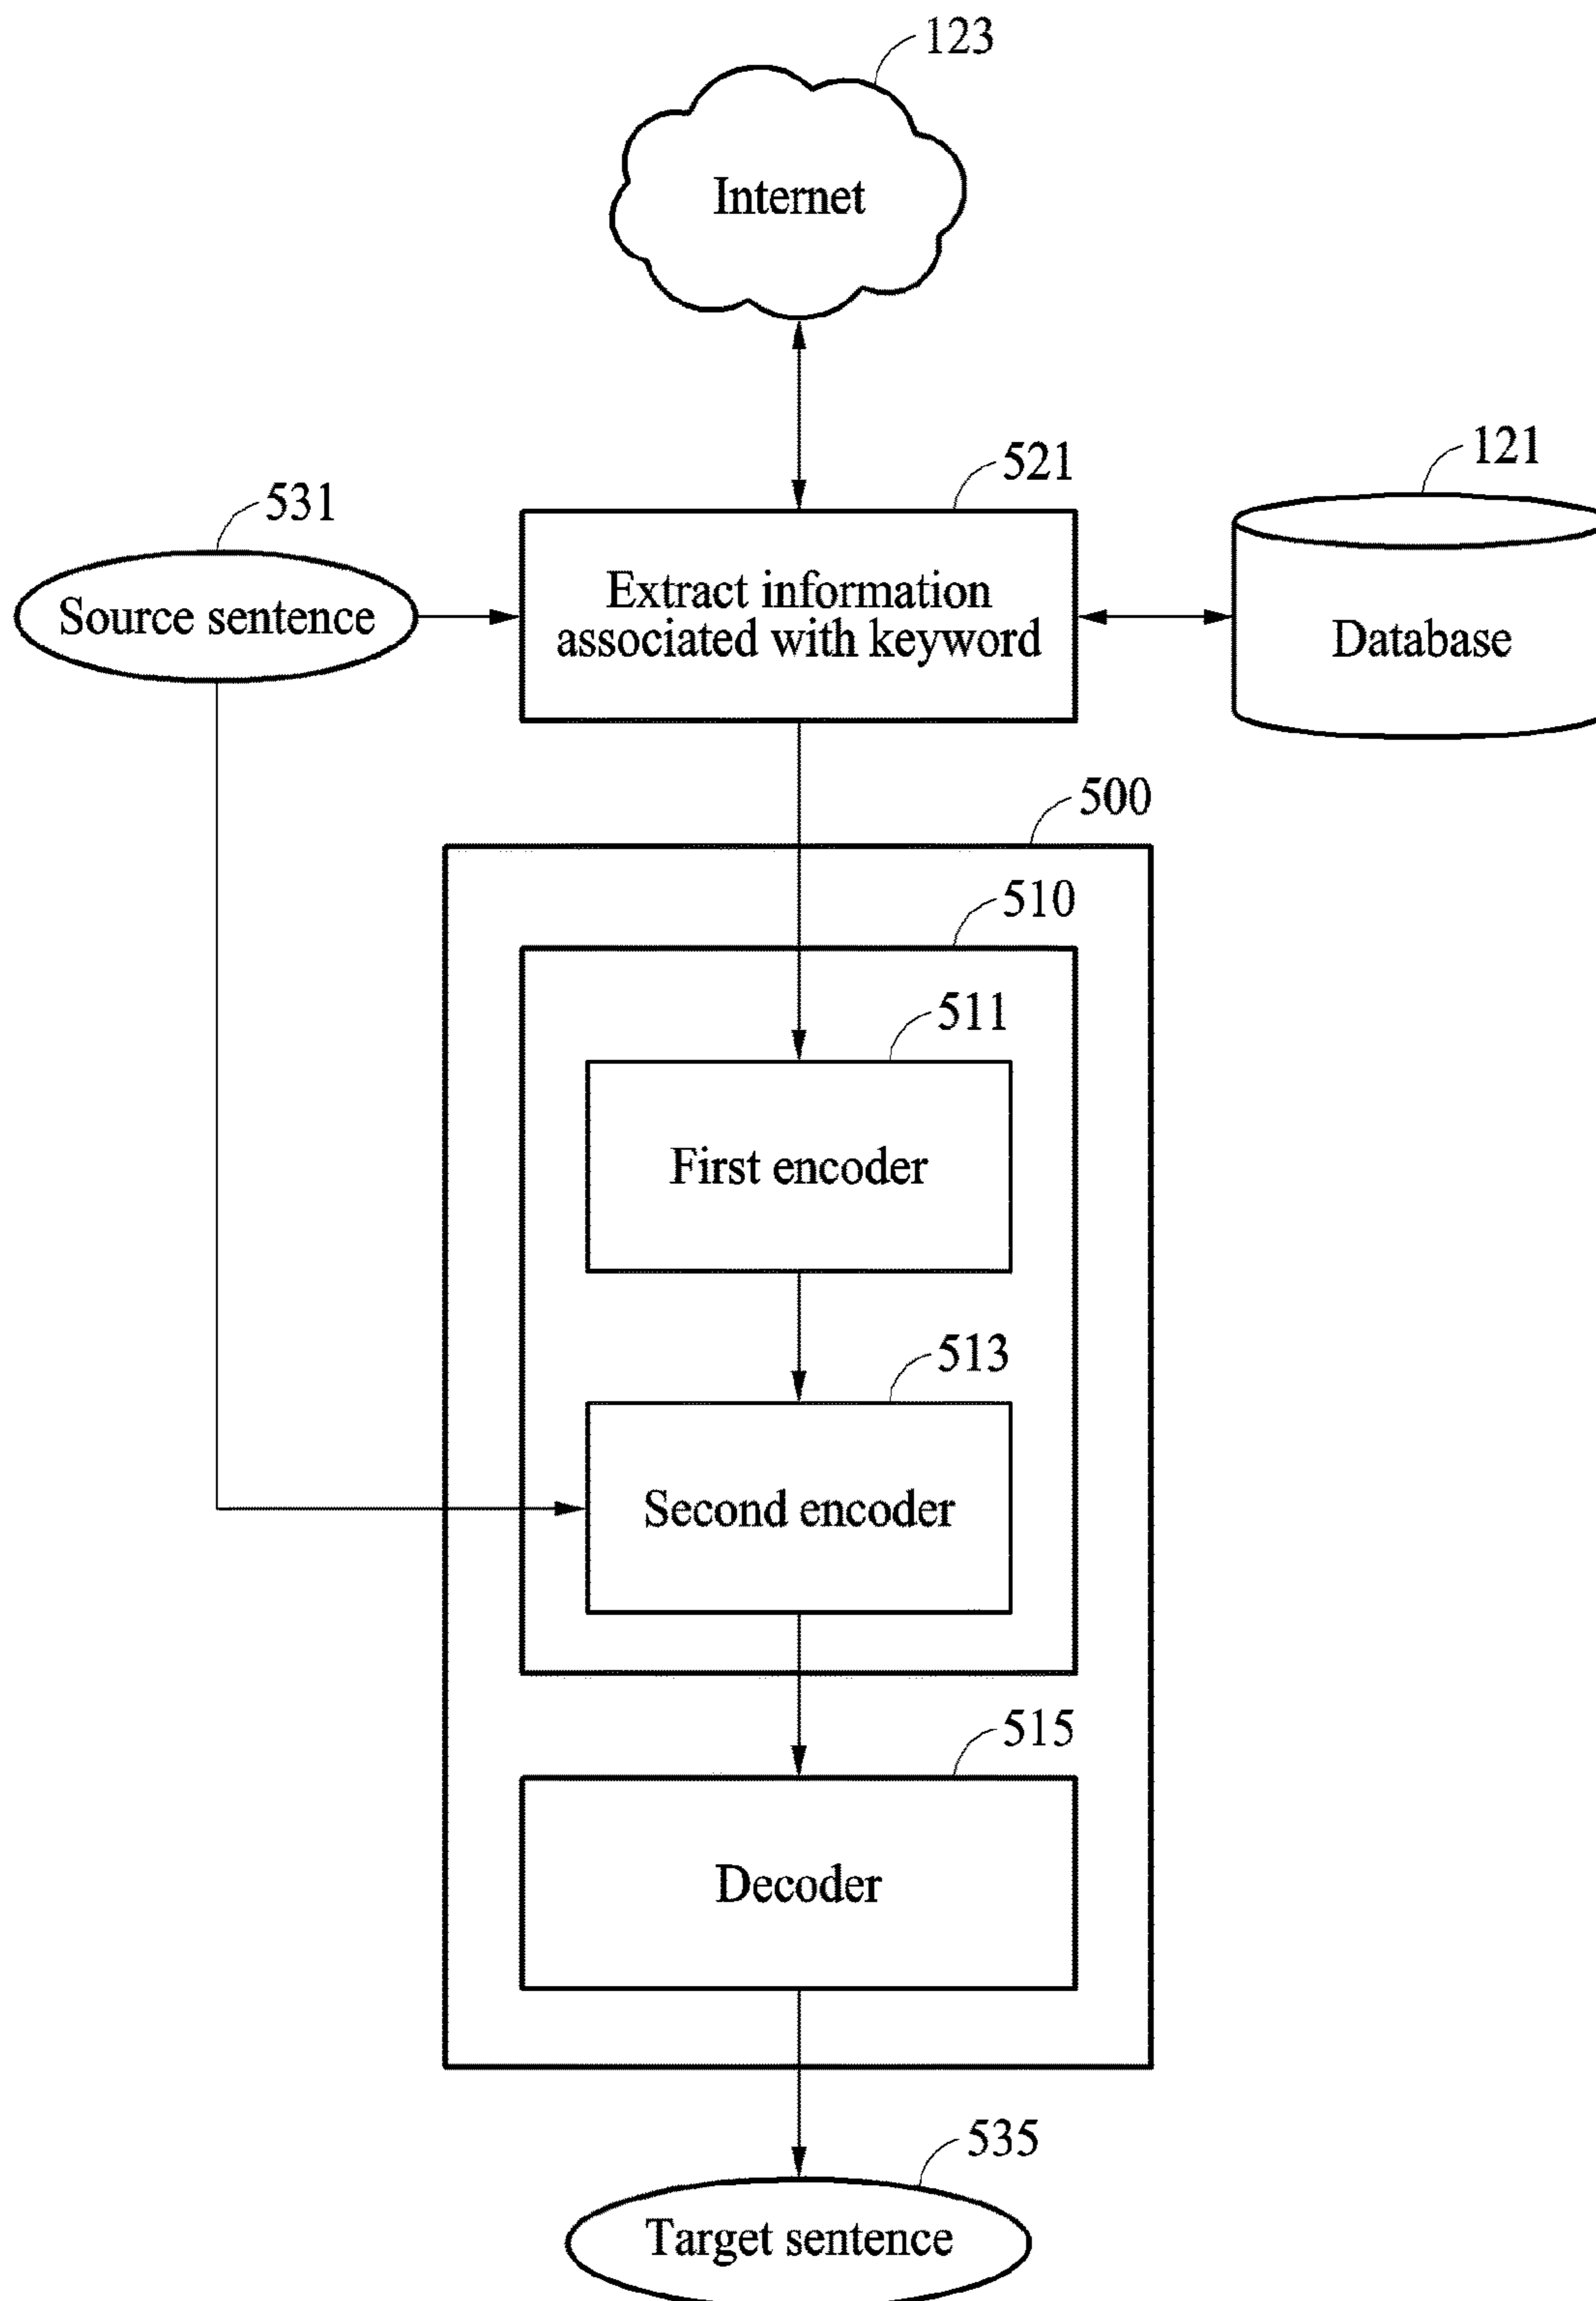 123
Internet
521
121
531
Source sentence
Extract information
associated with keyword
Database
500
510
511
First encoder
513
Second encoder
515
Decoder
535
Target sentence